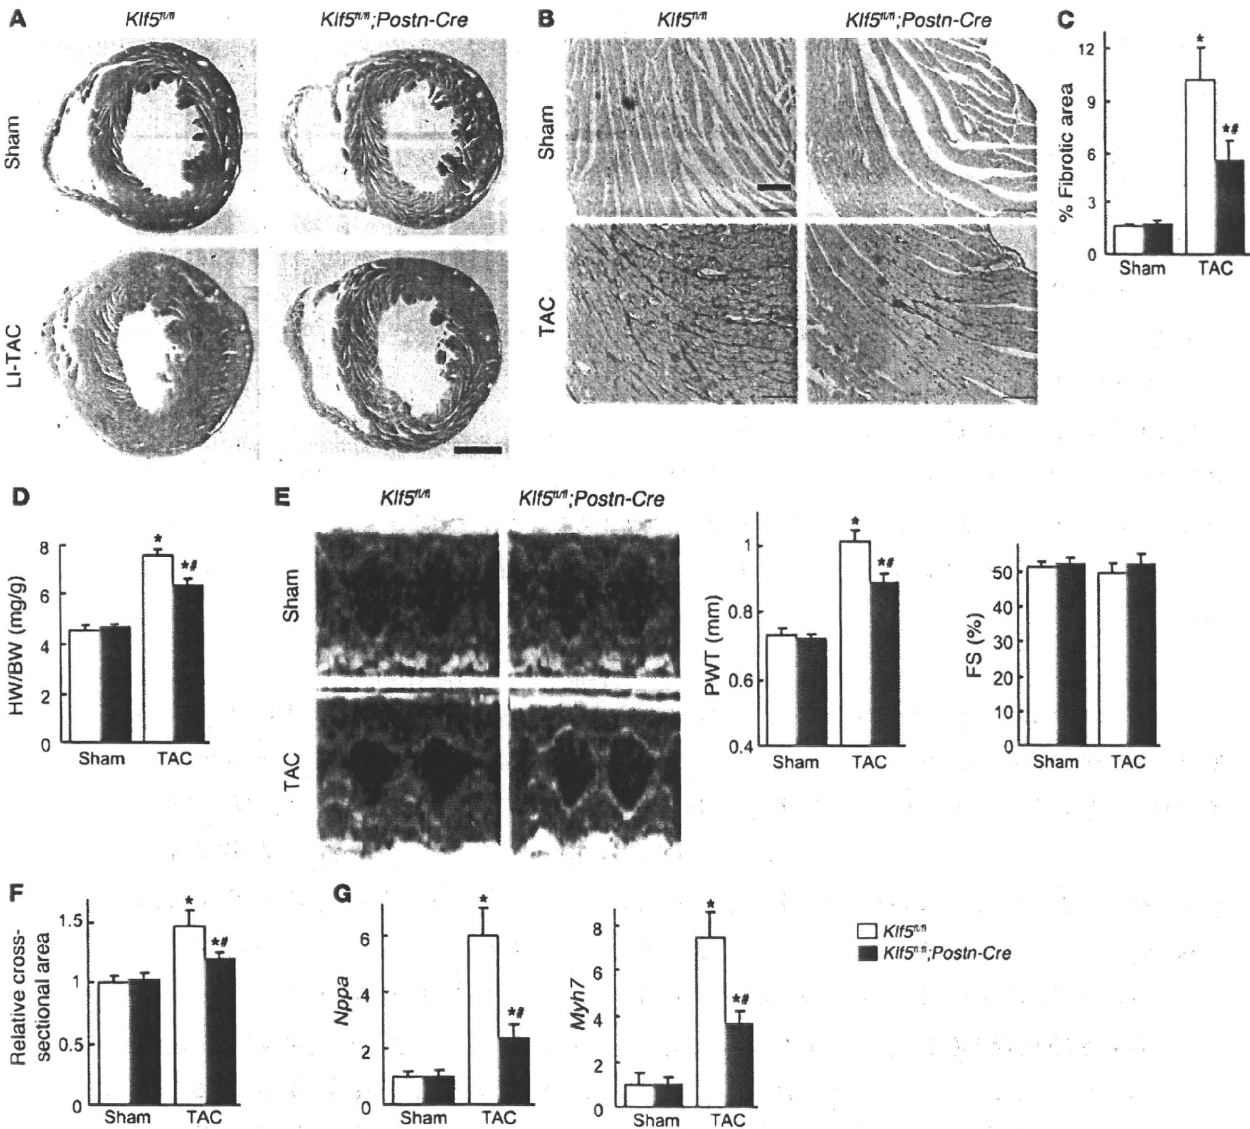 A
Klf5fl/fl
Klf5fl/fl;Postn-Cre
Sham
LI-TAC
B
Klf5fl/fl
Klf5fl/fl;Postn-Cre
Sham
TAC
C
% Fibrotic area
12
9
6
3
0
*
*#
Sham TAC
D
HW/BW (mg/g)
8
6
4
2
0
*
*#
Sham TAC
E
Klf5fl/fl
Klf5fl/fl;Postn-Cre
Sham
TAC
PWT (mm)
1
0.8
0.6
0.4
*
*#
Sham TAC
FS (%)
50
40
30
20
10
0
Sham TAC
F
Relative cross-
sectional area
1.5
1
0.5
0
*
*#
Sham TAC
G
Nppa
6
4
2
0
*
*#
Sham TAC
Myh7
8
6
4
2
0
*
*#
Sham TAC
Klf5fl/fl
Klf5fl/fl;Postn-Cre